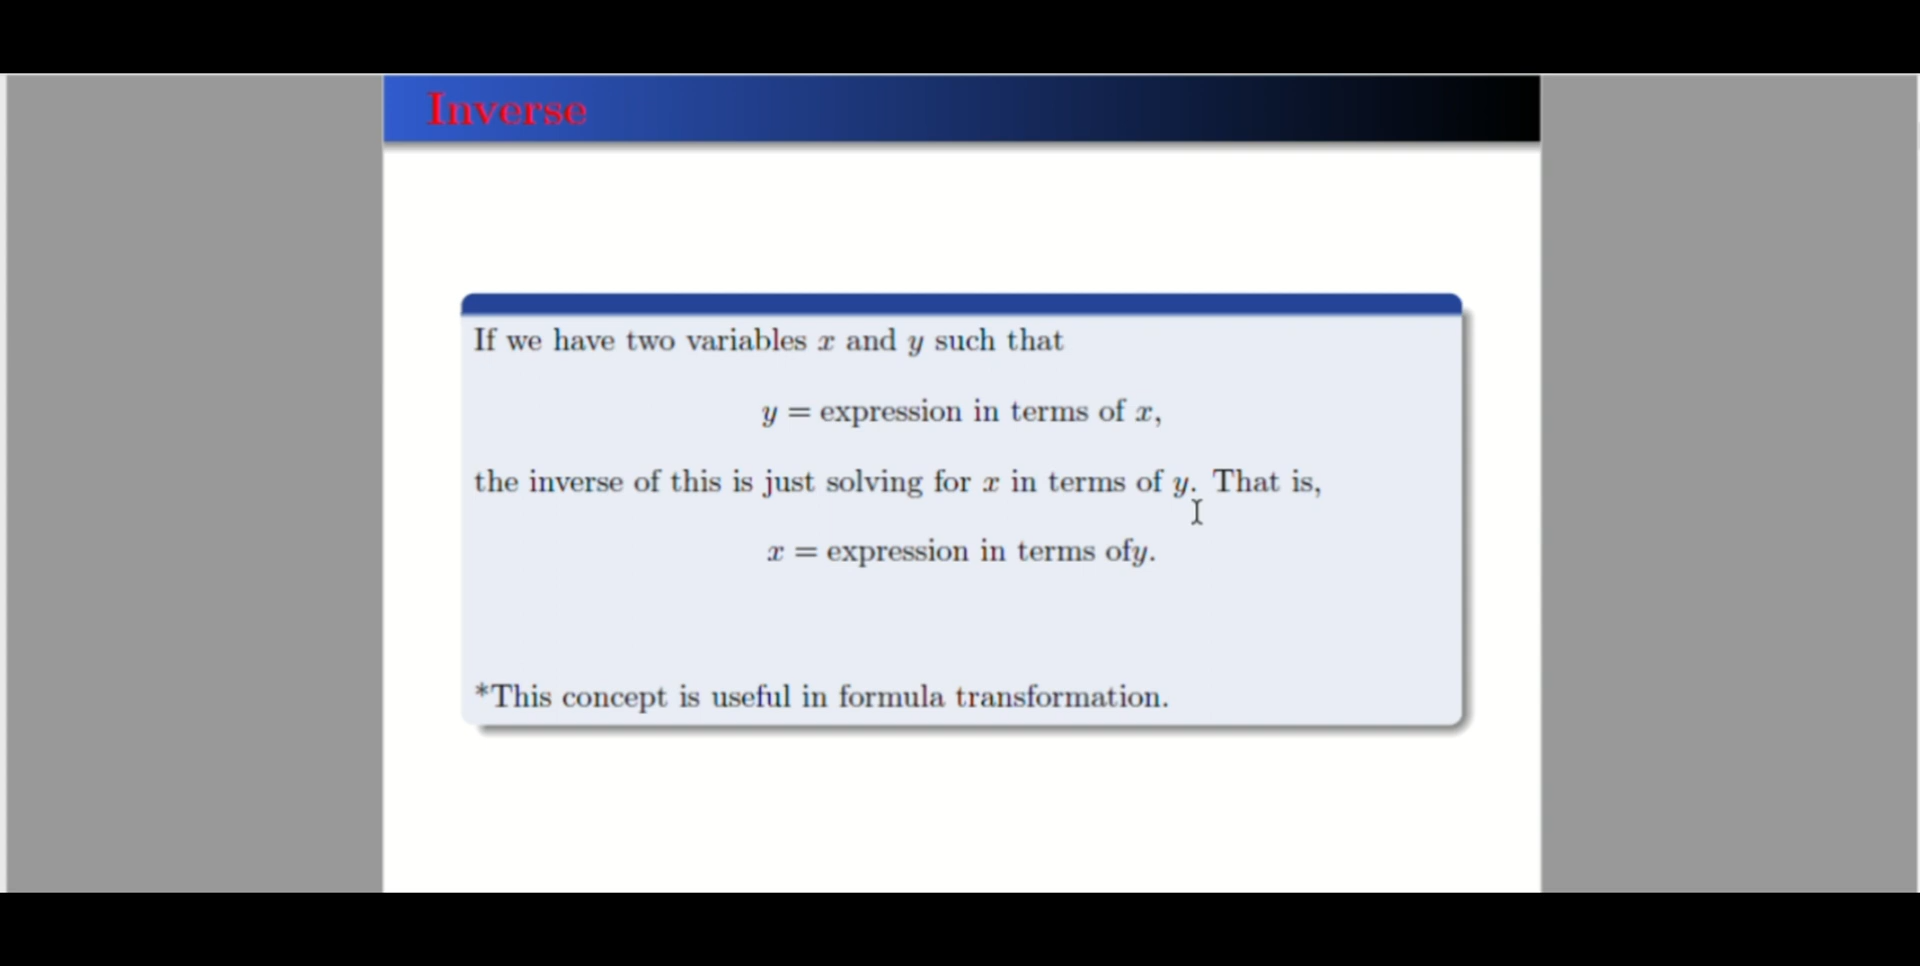 Inverse
If we have two variables x and y such that
y = expression in terms of x,
the inverse of this is just solving for x in terms of y. That is,
x = expression in terms ofy.
*This concept is useful in formula transformation.